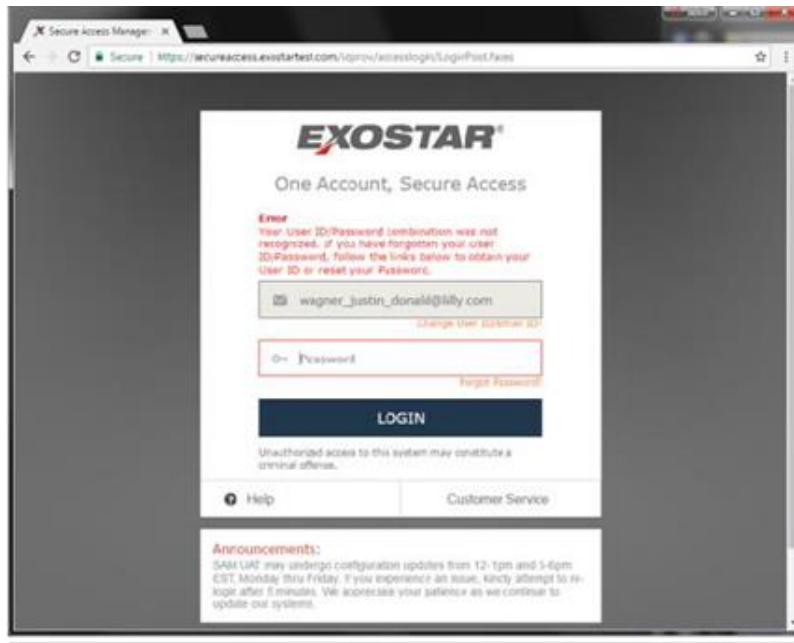 Secure Access Manager
Secure | https://secureaccess.exostartest.com/iqprov/accesslogin/LoginPost.faces
EXOSTAR®
One Account, Secure Access
Error
Your User ID/Password combination was not
recognized. If you have forgotten your user
ID/Password, follow the links below to obtain your
User ID or reset your Password.
wagner_justin_donald@lilly.com
Change User ID/Email ID?
Password
Forgot Password?
LOGIN
Unauthorized access to this system may constitute a
criminal offense.
Help
Customer Service
Announcements:
SAM UAT may undergo configuration updates from 12-1pm and 5-6pm
EST, Monday thru Friday. If you experience an issue, kindly attempt to re-
login after 5 minutes. We appreciate your patience as we continue to
update our systems.